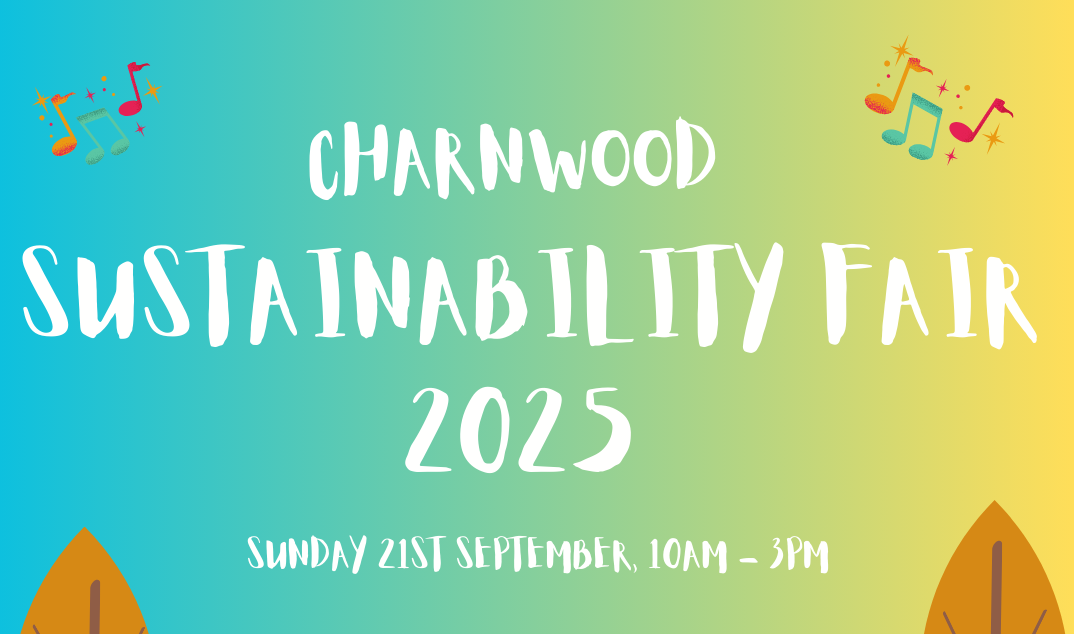 CHARNWOOD
SUSTAINABILITY FAIR
2025
SUNDAY 21ST SEPTEMBER, 10AM - 3PM